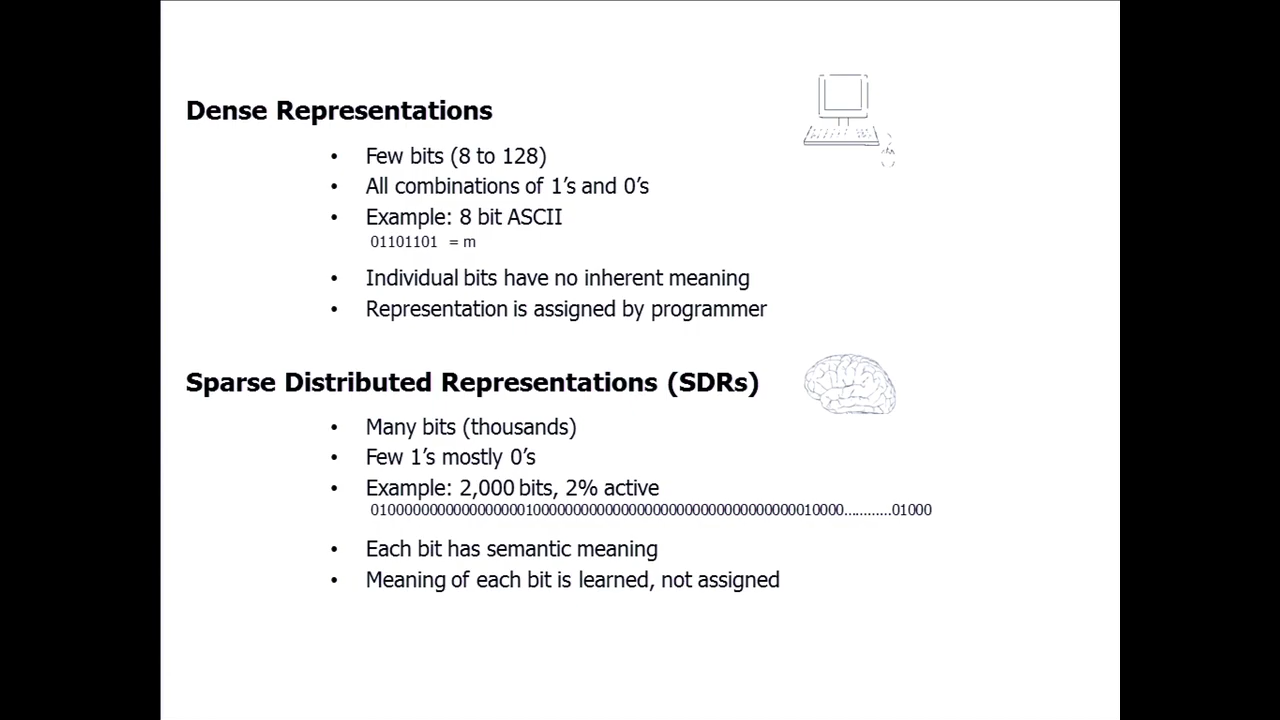 Dense Representations
• Few bits (8 to 128)
• All combinations of 1’s and 0’s
• Example: 8 bit ASCII
01101101 = m
• Individual bits have no inherent meaning
• Representation is assigned by programmer
Sparse Distributed Representations (SDRs)
• Many bits (thousands)
• Few 1’s mostly 0’s
• Example: 2,000 bits, 2% active
• Each bit has semantic meaning
• Meaning of each bit is learned, not assigned